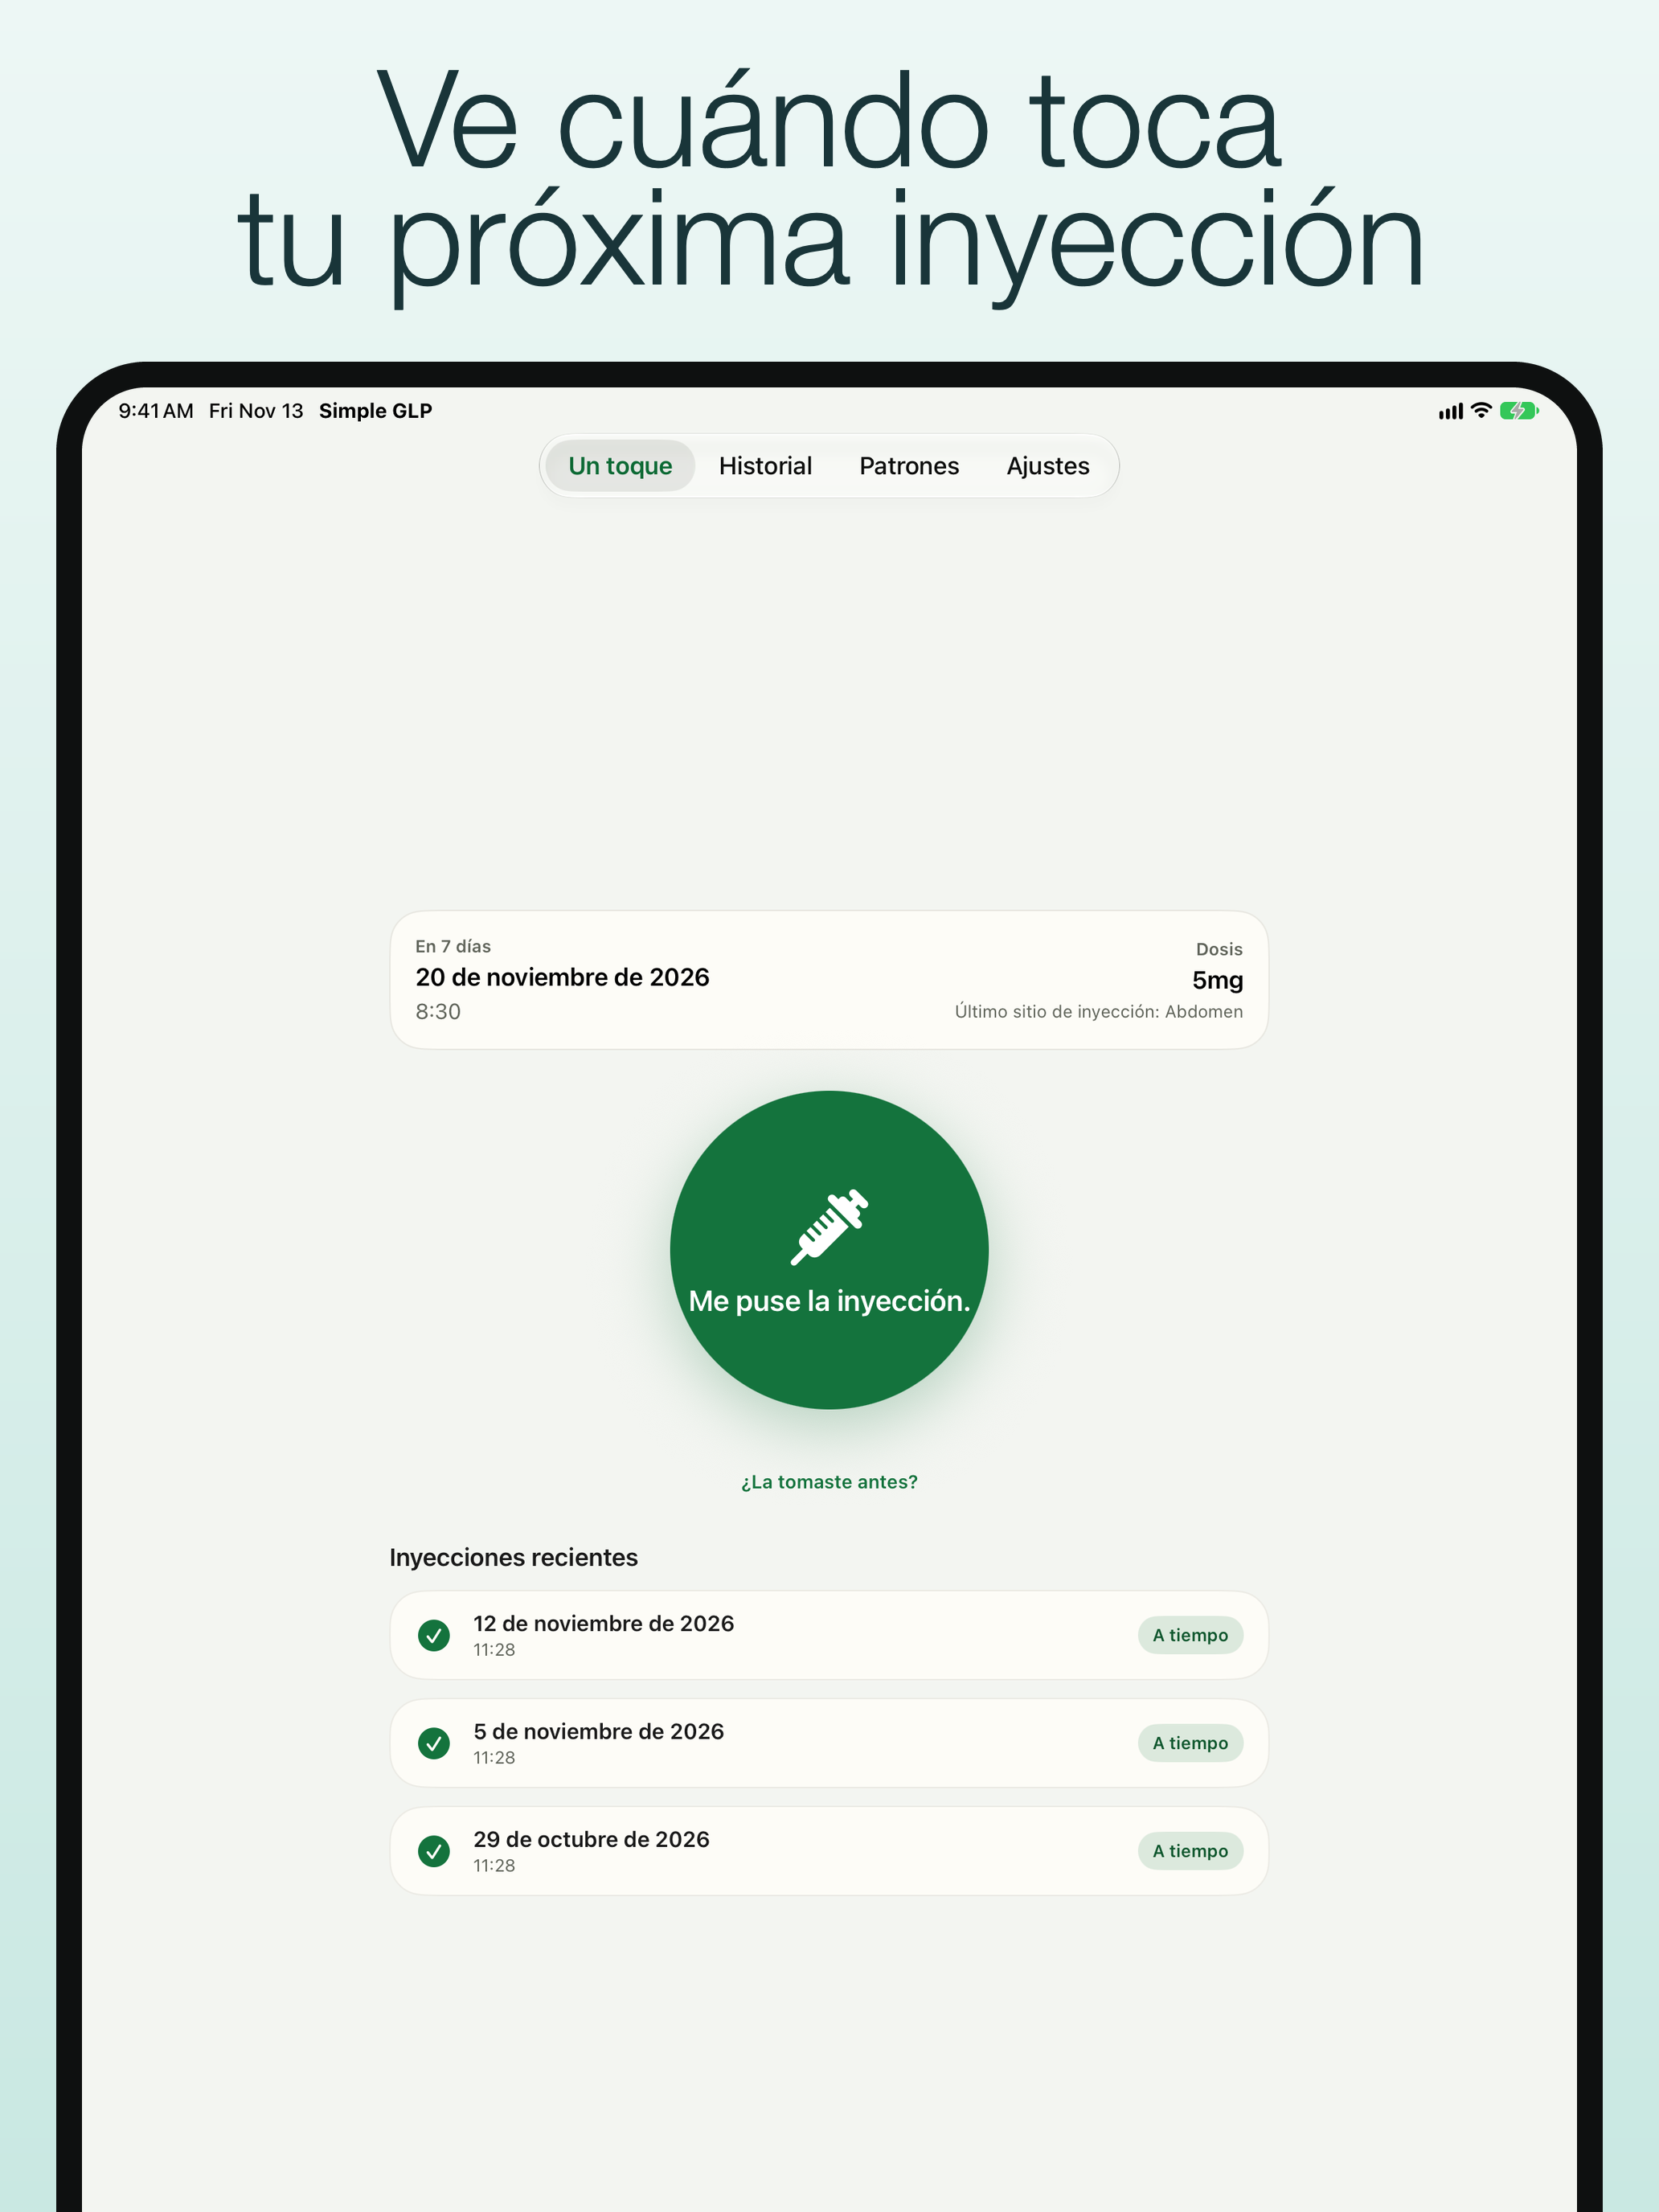 Ve cuándo toca
tu próxima inyección
9:41 AM Fri Nov 13 Simple GLP
Un toque Historial Patrones Ajustes
En 7 días
20 de noviembre de 2026
8:30
Dosis
5mg
Último sitio de inyección: Abdomen
Me puse la inyección.
¿La tomaste antes?
Inyecciones recientes
12 de noviembre de 2026
11:28
A tiempo
5 de noviembre de 2026
11:28
A tiempo
29 de octubre de 2026
11:28
A tiempo